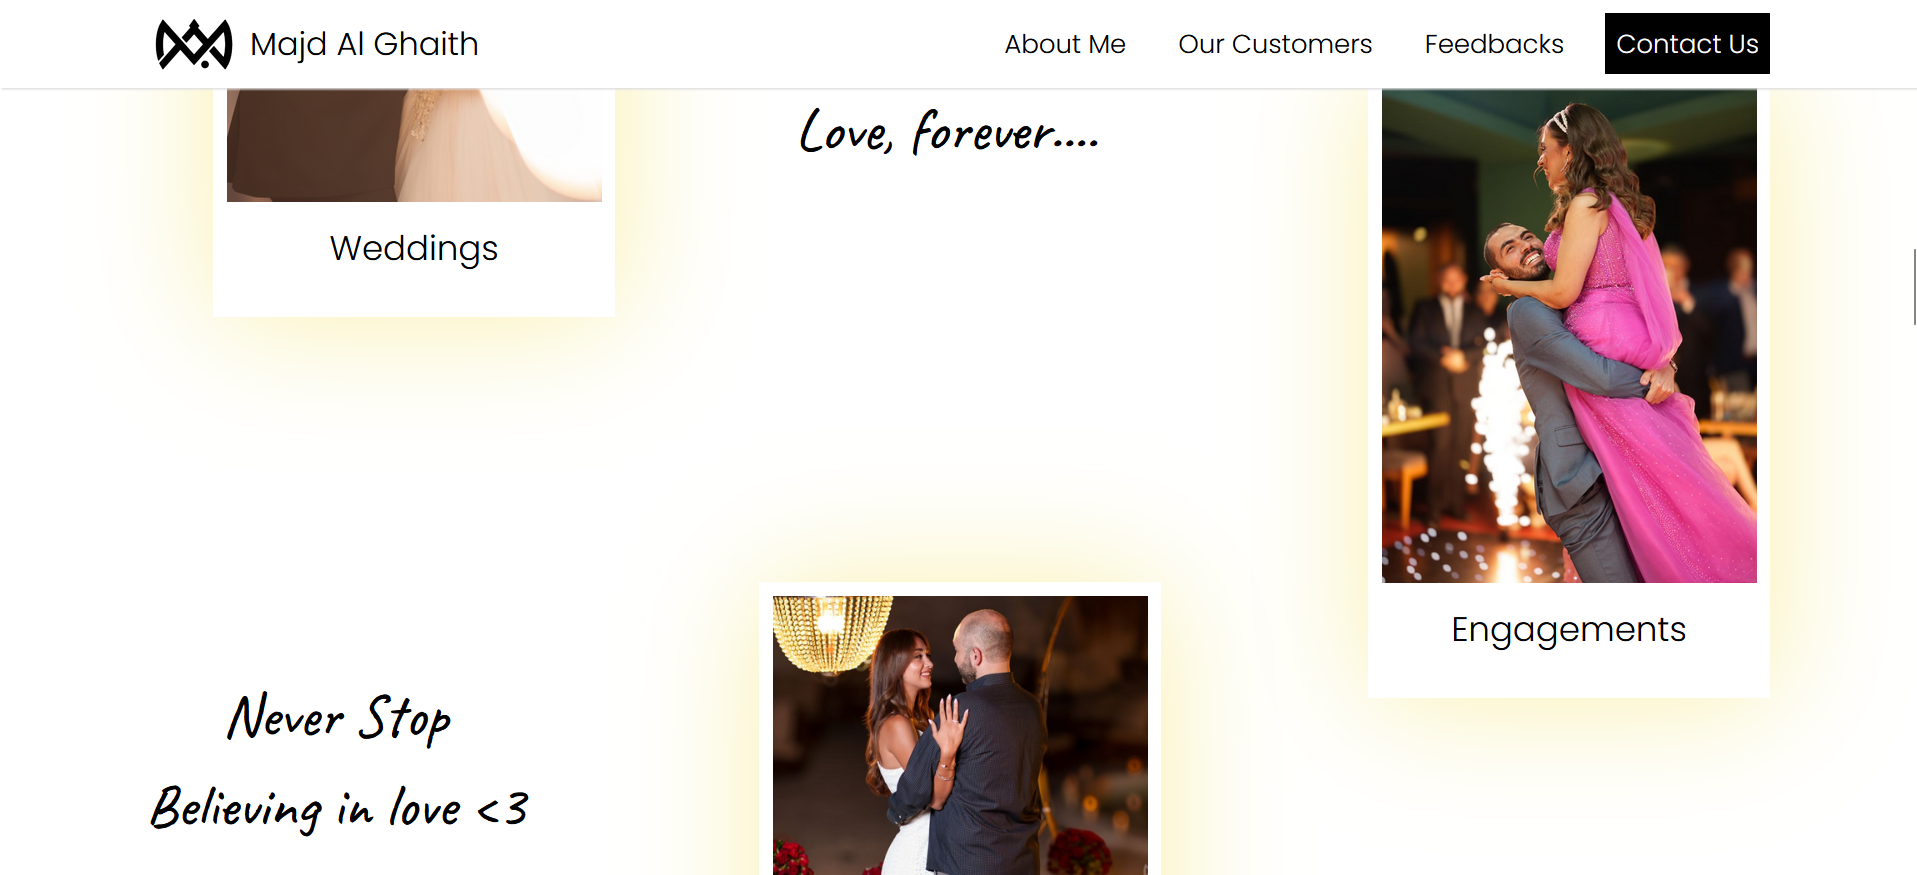 Majd Al Ghaith
About Me
Our Customers
Feedbacks
Contact Us
Love, forever....
Weddings
Engagements
Never Stop
Believing in love <3